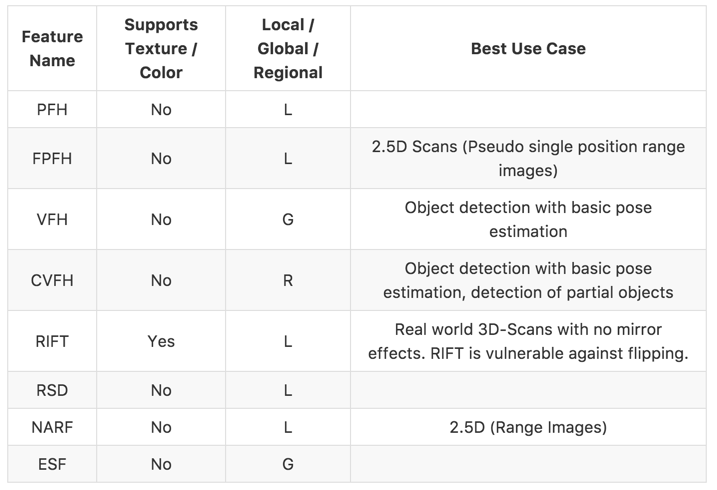 Feature Name | Supports Texture / Color | Local / Global / Regional | Best Use Case
PFH | No | L |
FPFH | No | L | 2.5D Scans (Pseudo single position range images)
VFH | No | G | Object detection with basic pose estimation
CVFH | No | R | Object detection with basic pose estimation, detection of partial objects
RIFT | Yes | L | Real world 3D-Scans with no mirror effects. RIFT is vulnerable against flipping.
RSD | No | L |
NARF | No | L | 2.5D (Range Images)
ESF | No | G |